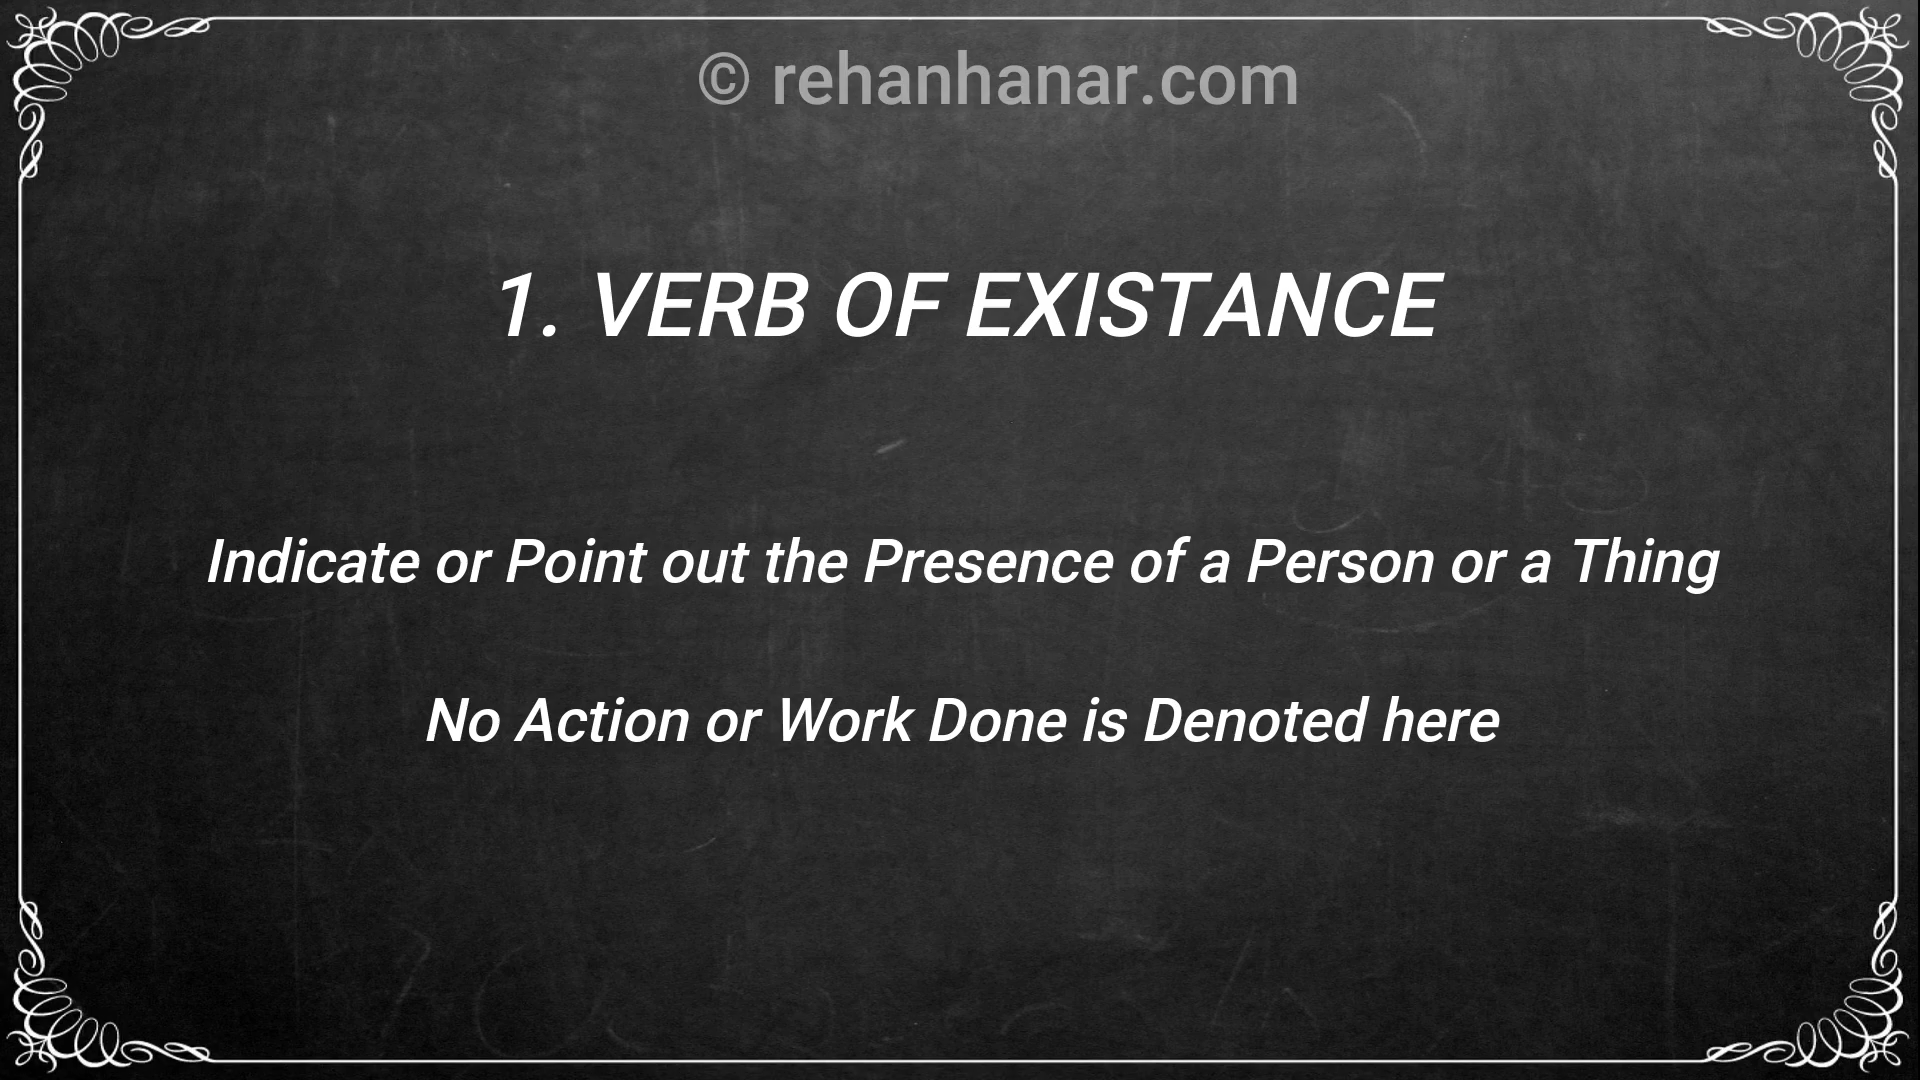 © rehanhanar.com
1. VERB OF EXISTANCE
Indicate or Point out the Presence of a Person or a Thing
No Action or Work Done is Denoted here